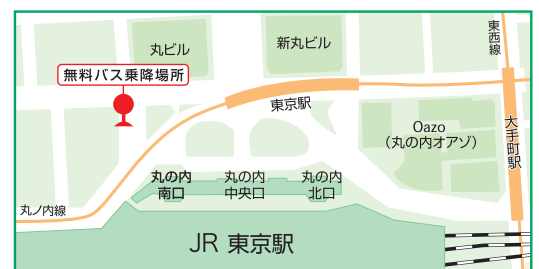 丸ビル
新丸ビル
東西線
無料バス乗降場所
東京駅
大手町駅
Oazo
(丸の内オアゾ)
丸の内
南口
丸の内
中央口
丸の内
北口
丸ノ内線
JR 東京駅